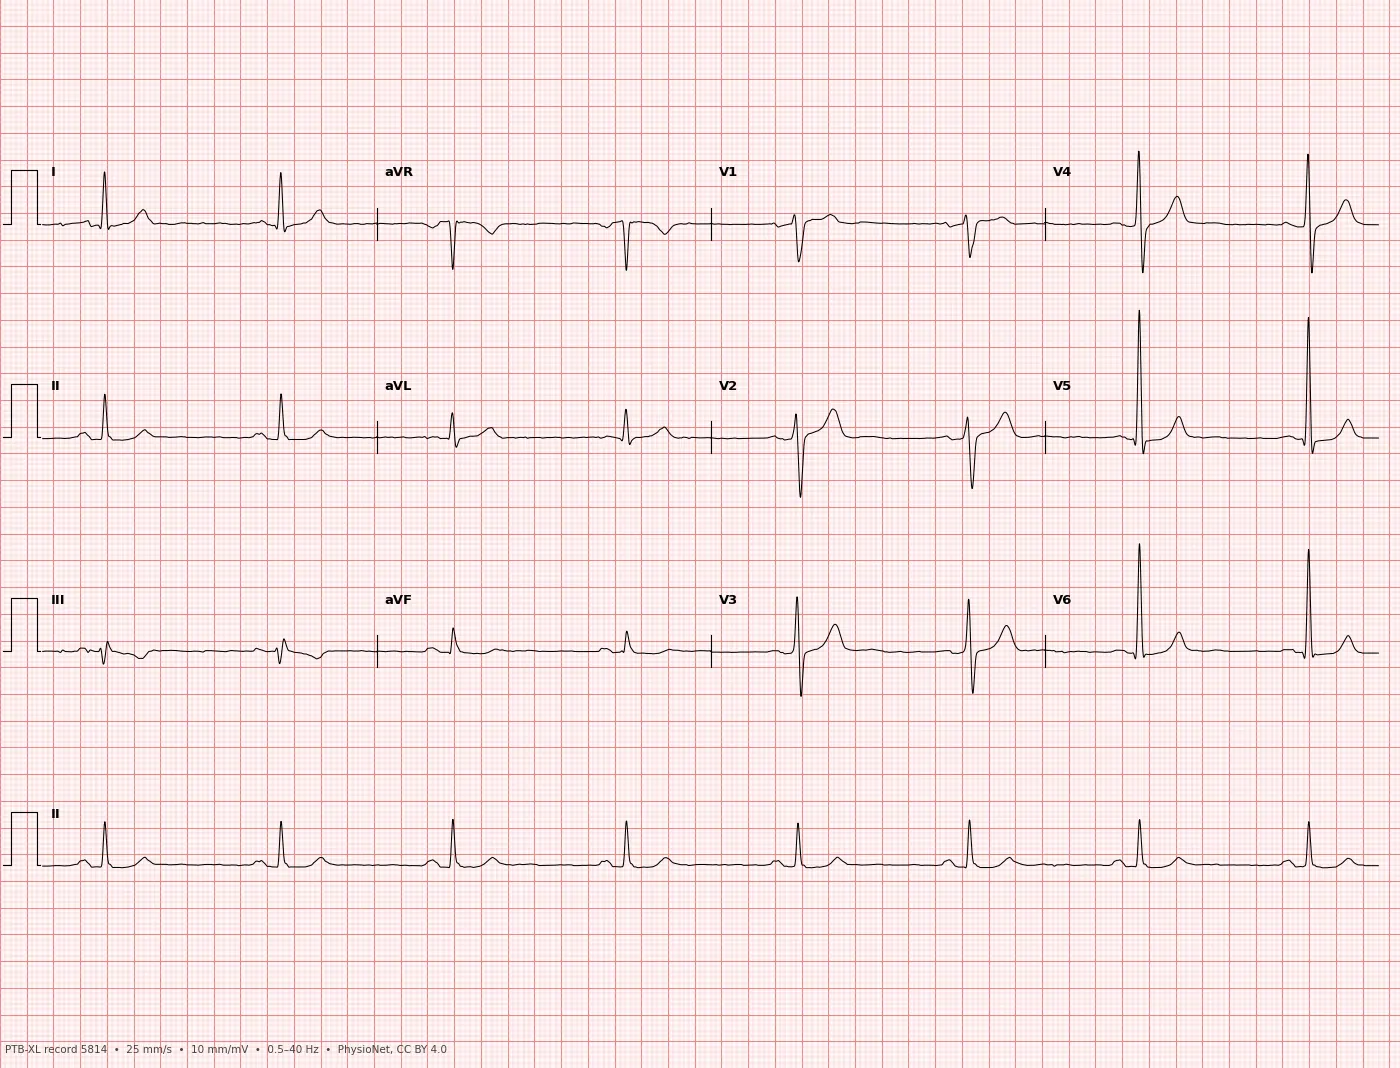 I aVR V1 V4
II aVL V2 V5
III aVF V3 V6
II
PTB-XL record 5814 • 25 mm/s • 10 mm/mV • 0.5–40 Hz • PhysioNet, CC BY 4.0